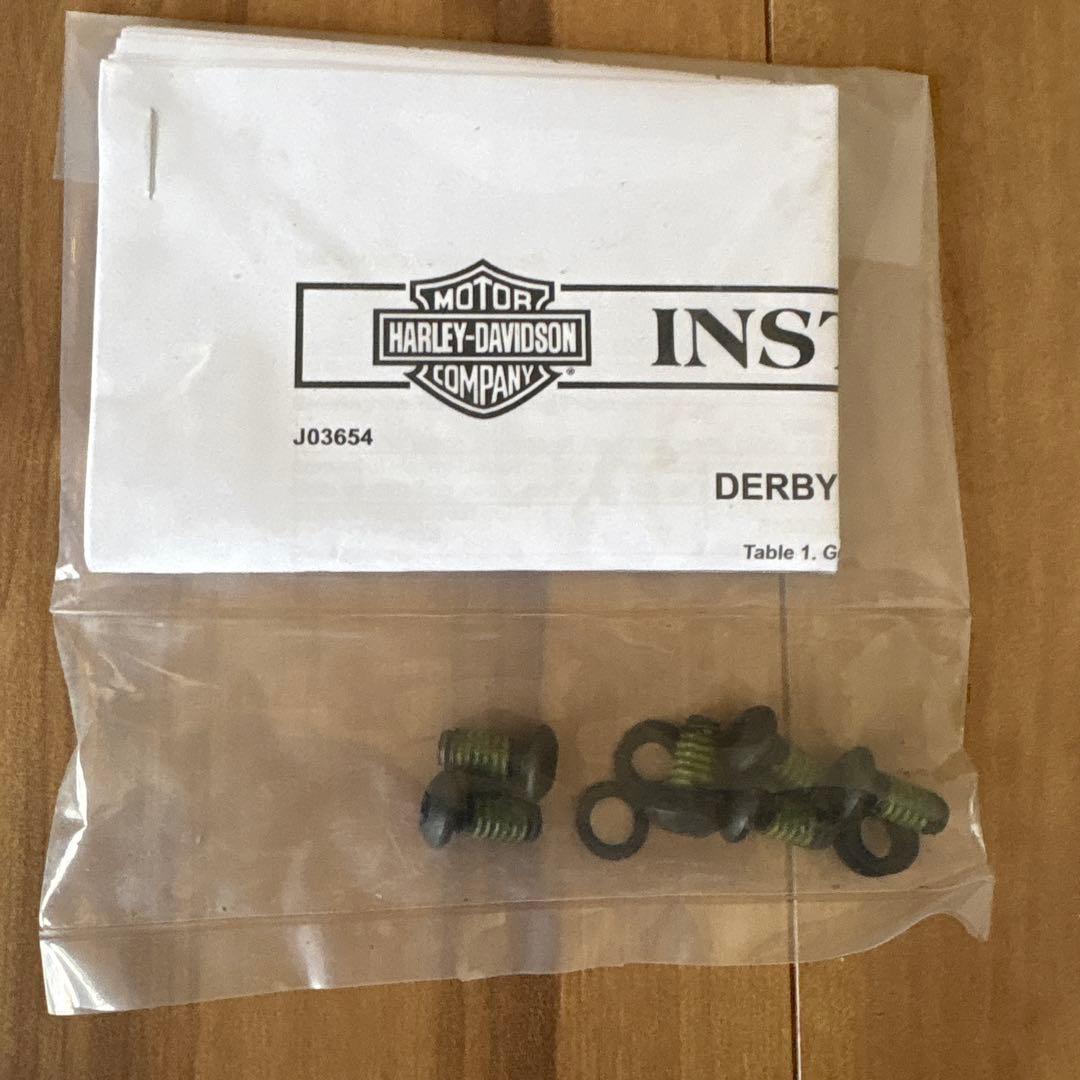 MOTOR
HARLEY-DAVIDSON
COMPANY
®
INST
J03654
DERBY
Table 1. G